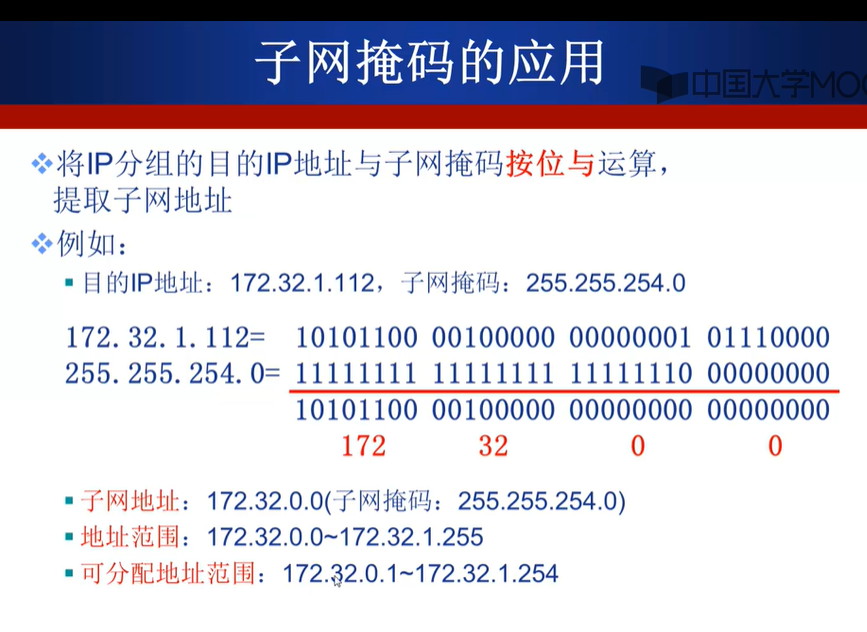 子网掩码的应用
中国大学MOO
将IP分组的目的IP地址与子网掩码按位与运算，
提取子网地址
例如：
目的IP地址：172.32.1.112，子网掩码：255.255.254.0
172.32.1.112= 10101100 00100000 00000001 01110000
255.255.254.0= 11111111 11111111 11111110 00000000
10101100 00100000 00000000 00000000
172 32 0 0
子网地址：172.32.0.0(子网掩码：255.255.254.0)
地址范围：172.32.0.0~172.32.1.255
可分配地址范围：172.32.0.1~172.32.1.254